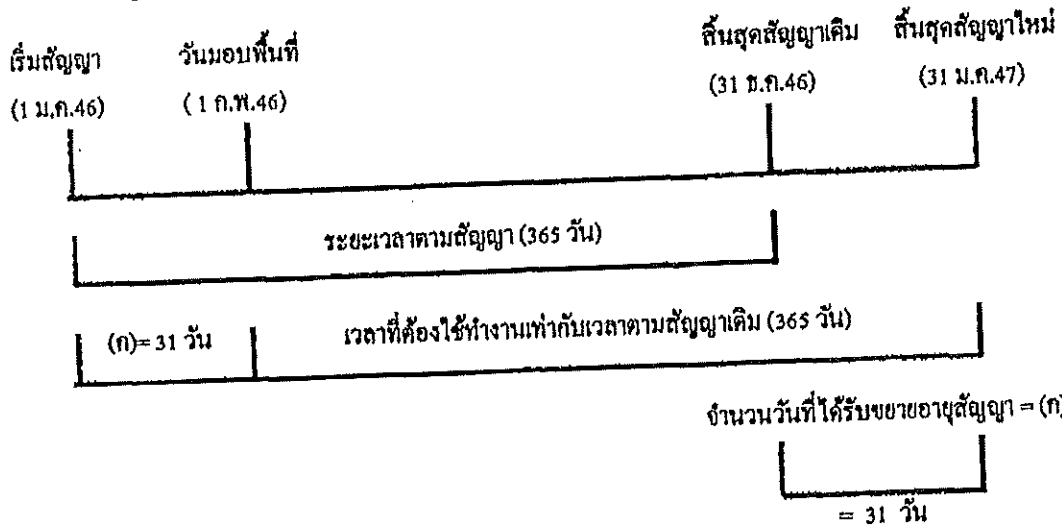 เริ่มสัญญา วันมอบพื้นที่ สิ้นสุดสัญญาเดิม สิ้นสุดสัญญาใหม่
(1 ม.ค.46) (1 ก.พ.46) (31 ธ.ค.46) (31 ม.ค.47)
ระยะเวลาตามสัญญา (365 วัน)
(ก)= 31 วัน เวลาที่ต้องใช้ทำงานเท่ากับเวลาตามสัญญาเดิม (365 วัน)
จำนวนวันที่ได้รับขยายอายุสัญญา = (ก)
= 31 วัน